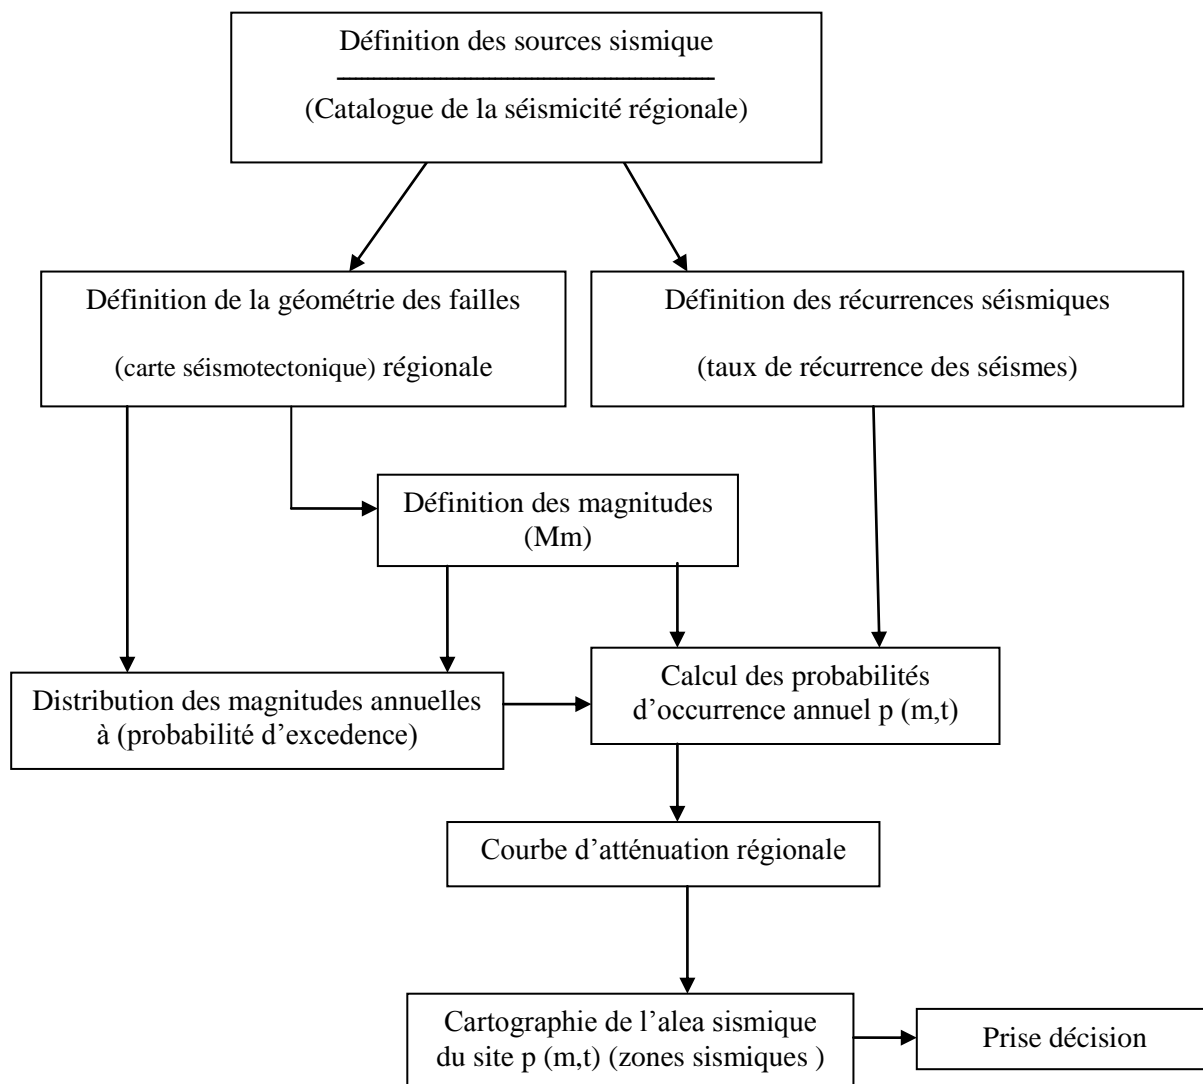 Définition des sources sismique
(Catalogue de la séismicité régionale)
Définition de la géométrie des failles
(carte séismotectonique) régionale
Définition des récurrences séismiques
(taux de récurrence des séismes)
Définition des magnitudes
(Mm)
Distribution des magnitudes annuelles
à (probabilité d’excedence)
Calcul des probabilités
d’occurrence annuel p (m,t)
Courbe d’atténuation régionale
Cartographie de l’alea sismique
du site p (m,t) (zones sismiques )
Prise décision